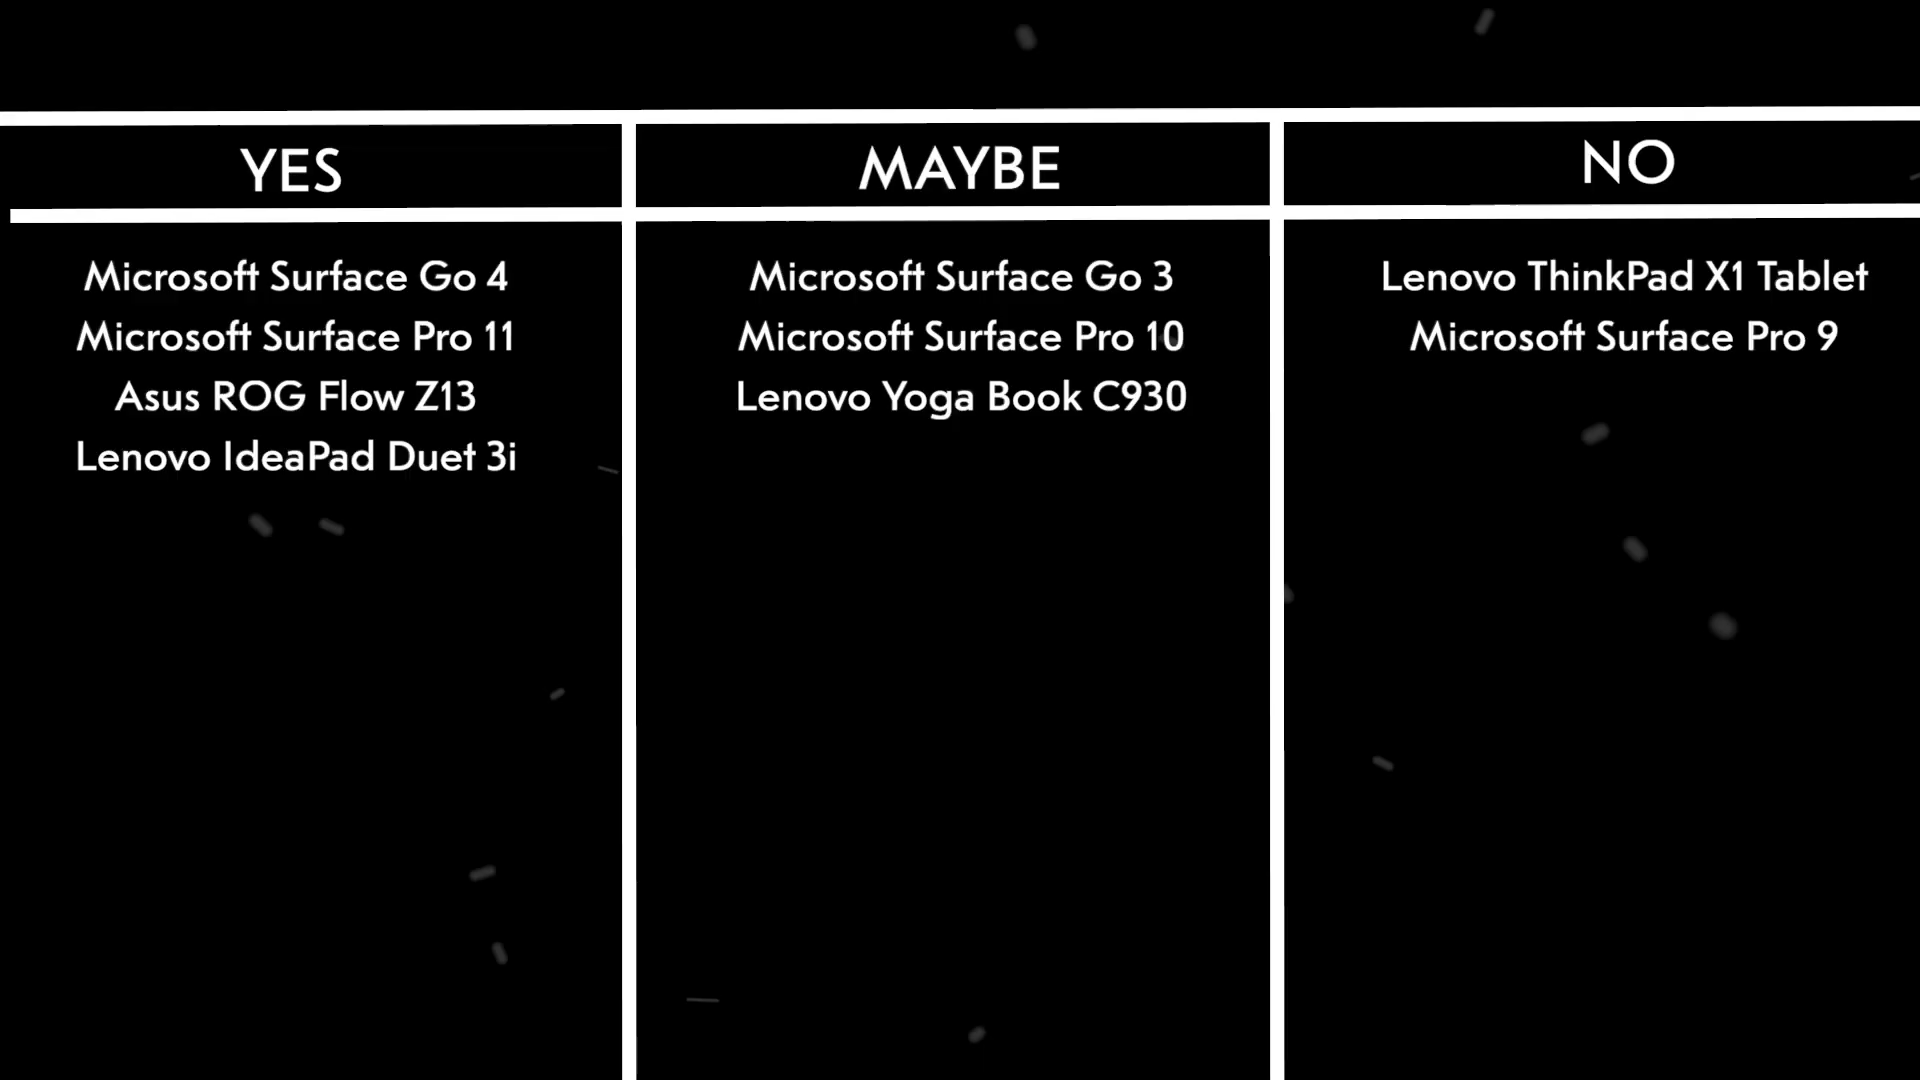 YES
MAYBE
NO
Microsoft Surface Go 4
Microsoft Surface Pro 11
Asus ROG Flow Z13
Lenovo IdeaPad Duet 3i
Microsoft Surface Go 3
Microsoft Surface Pro 10
Lenovo Yoga Book C930
Lenovo ThinkPad X1 Tablet
Microsoft Surface Pro 9